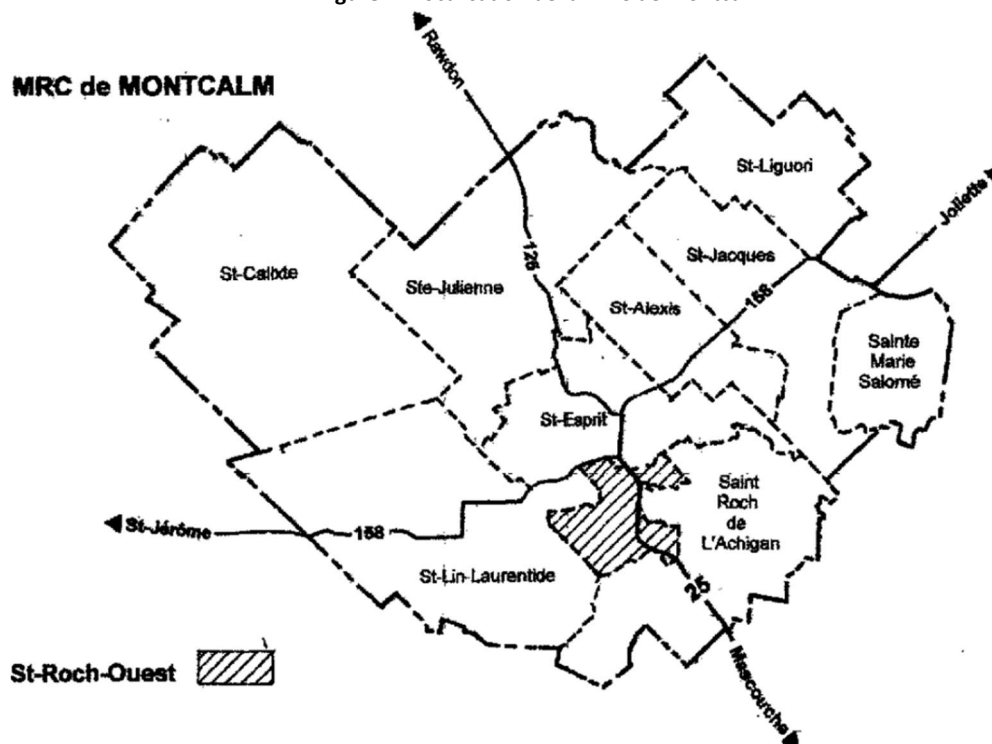 Rawdon
MRC de MONTCALM
St-Liguori
Joliette
St-Jacques
St-Calixte
Ste-Julienne
125
158
St-Alexis
Sainte
Marie
Salomé
St-Esprit
Saint
Roch
de
L'Achigan
St-Jérôme
158
St-Lin-Laurentide
25
St-Roch-Ouest
Mascouche